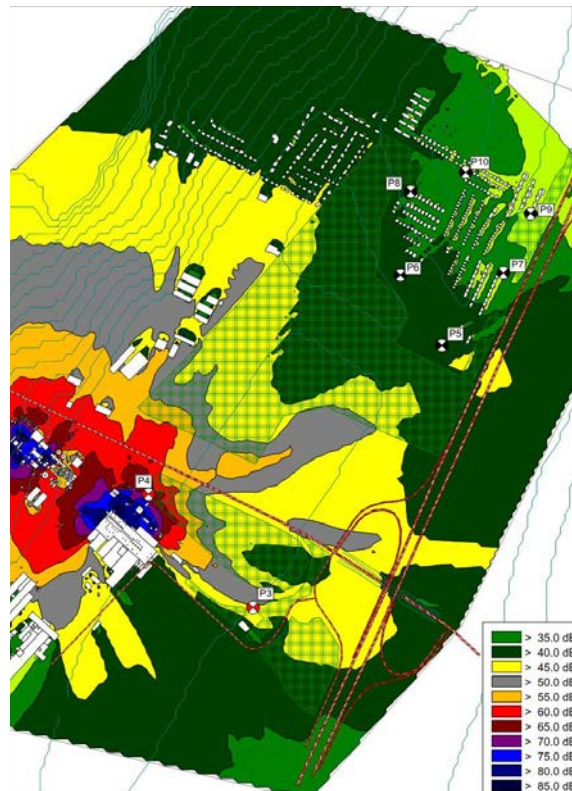 P10
P8
P9
P7
P6
P5
P4
P3
> 35.0 dB
> 40.0 dB
> 45.0 dB
> 50.0 dB
> 55.0 dB
> 60.0 dB
> 65.0 dB
> 70.0 dB
> 75.0 dB
> 80.0 dB
> 85.0 dB